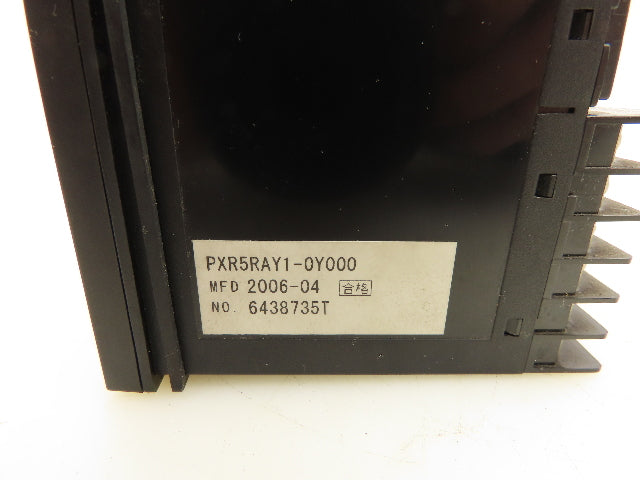 PXR5RAY1-0Y000
MFD 2006-04 合格
NO. 6438735T